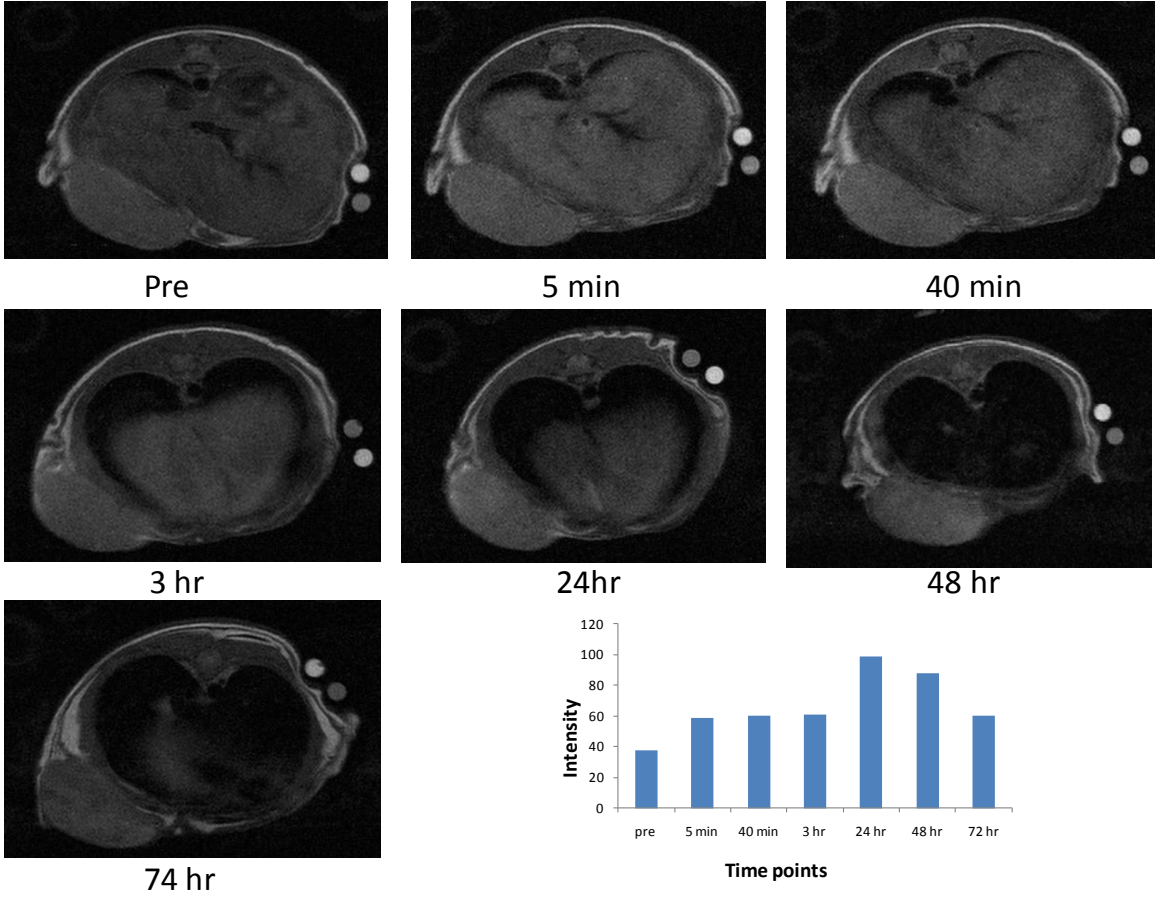 Pre
5 min
40 min
3 hr
24hr
48 hr
74 hr
120
100
80
60
40
20
0
Intensity
pre
5 min
40 min
3 hr
24 hr
48 hr
72 hr
Time points